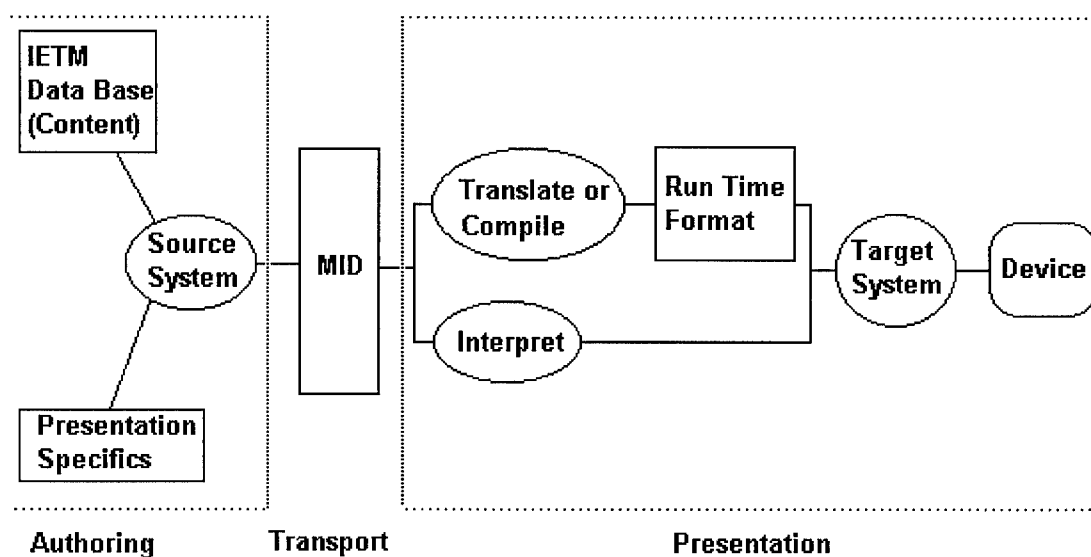 IETM
Data Base
(Content)
Source
System
Presentation
Specifics
MID
Translate or
Compile
Run Time
Format
Interpret
Target
System
Device
Authoring
Transport
Presentation